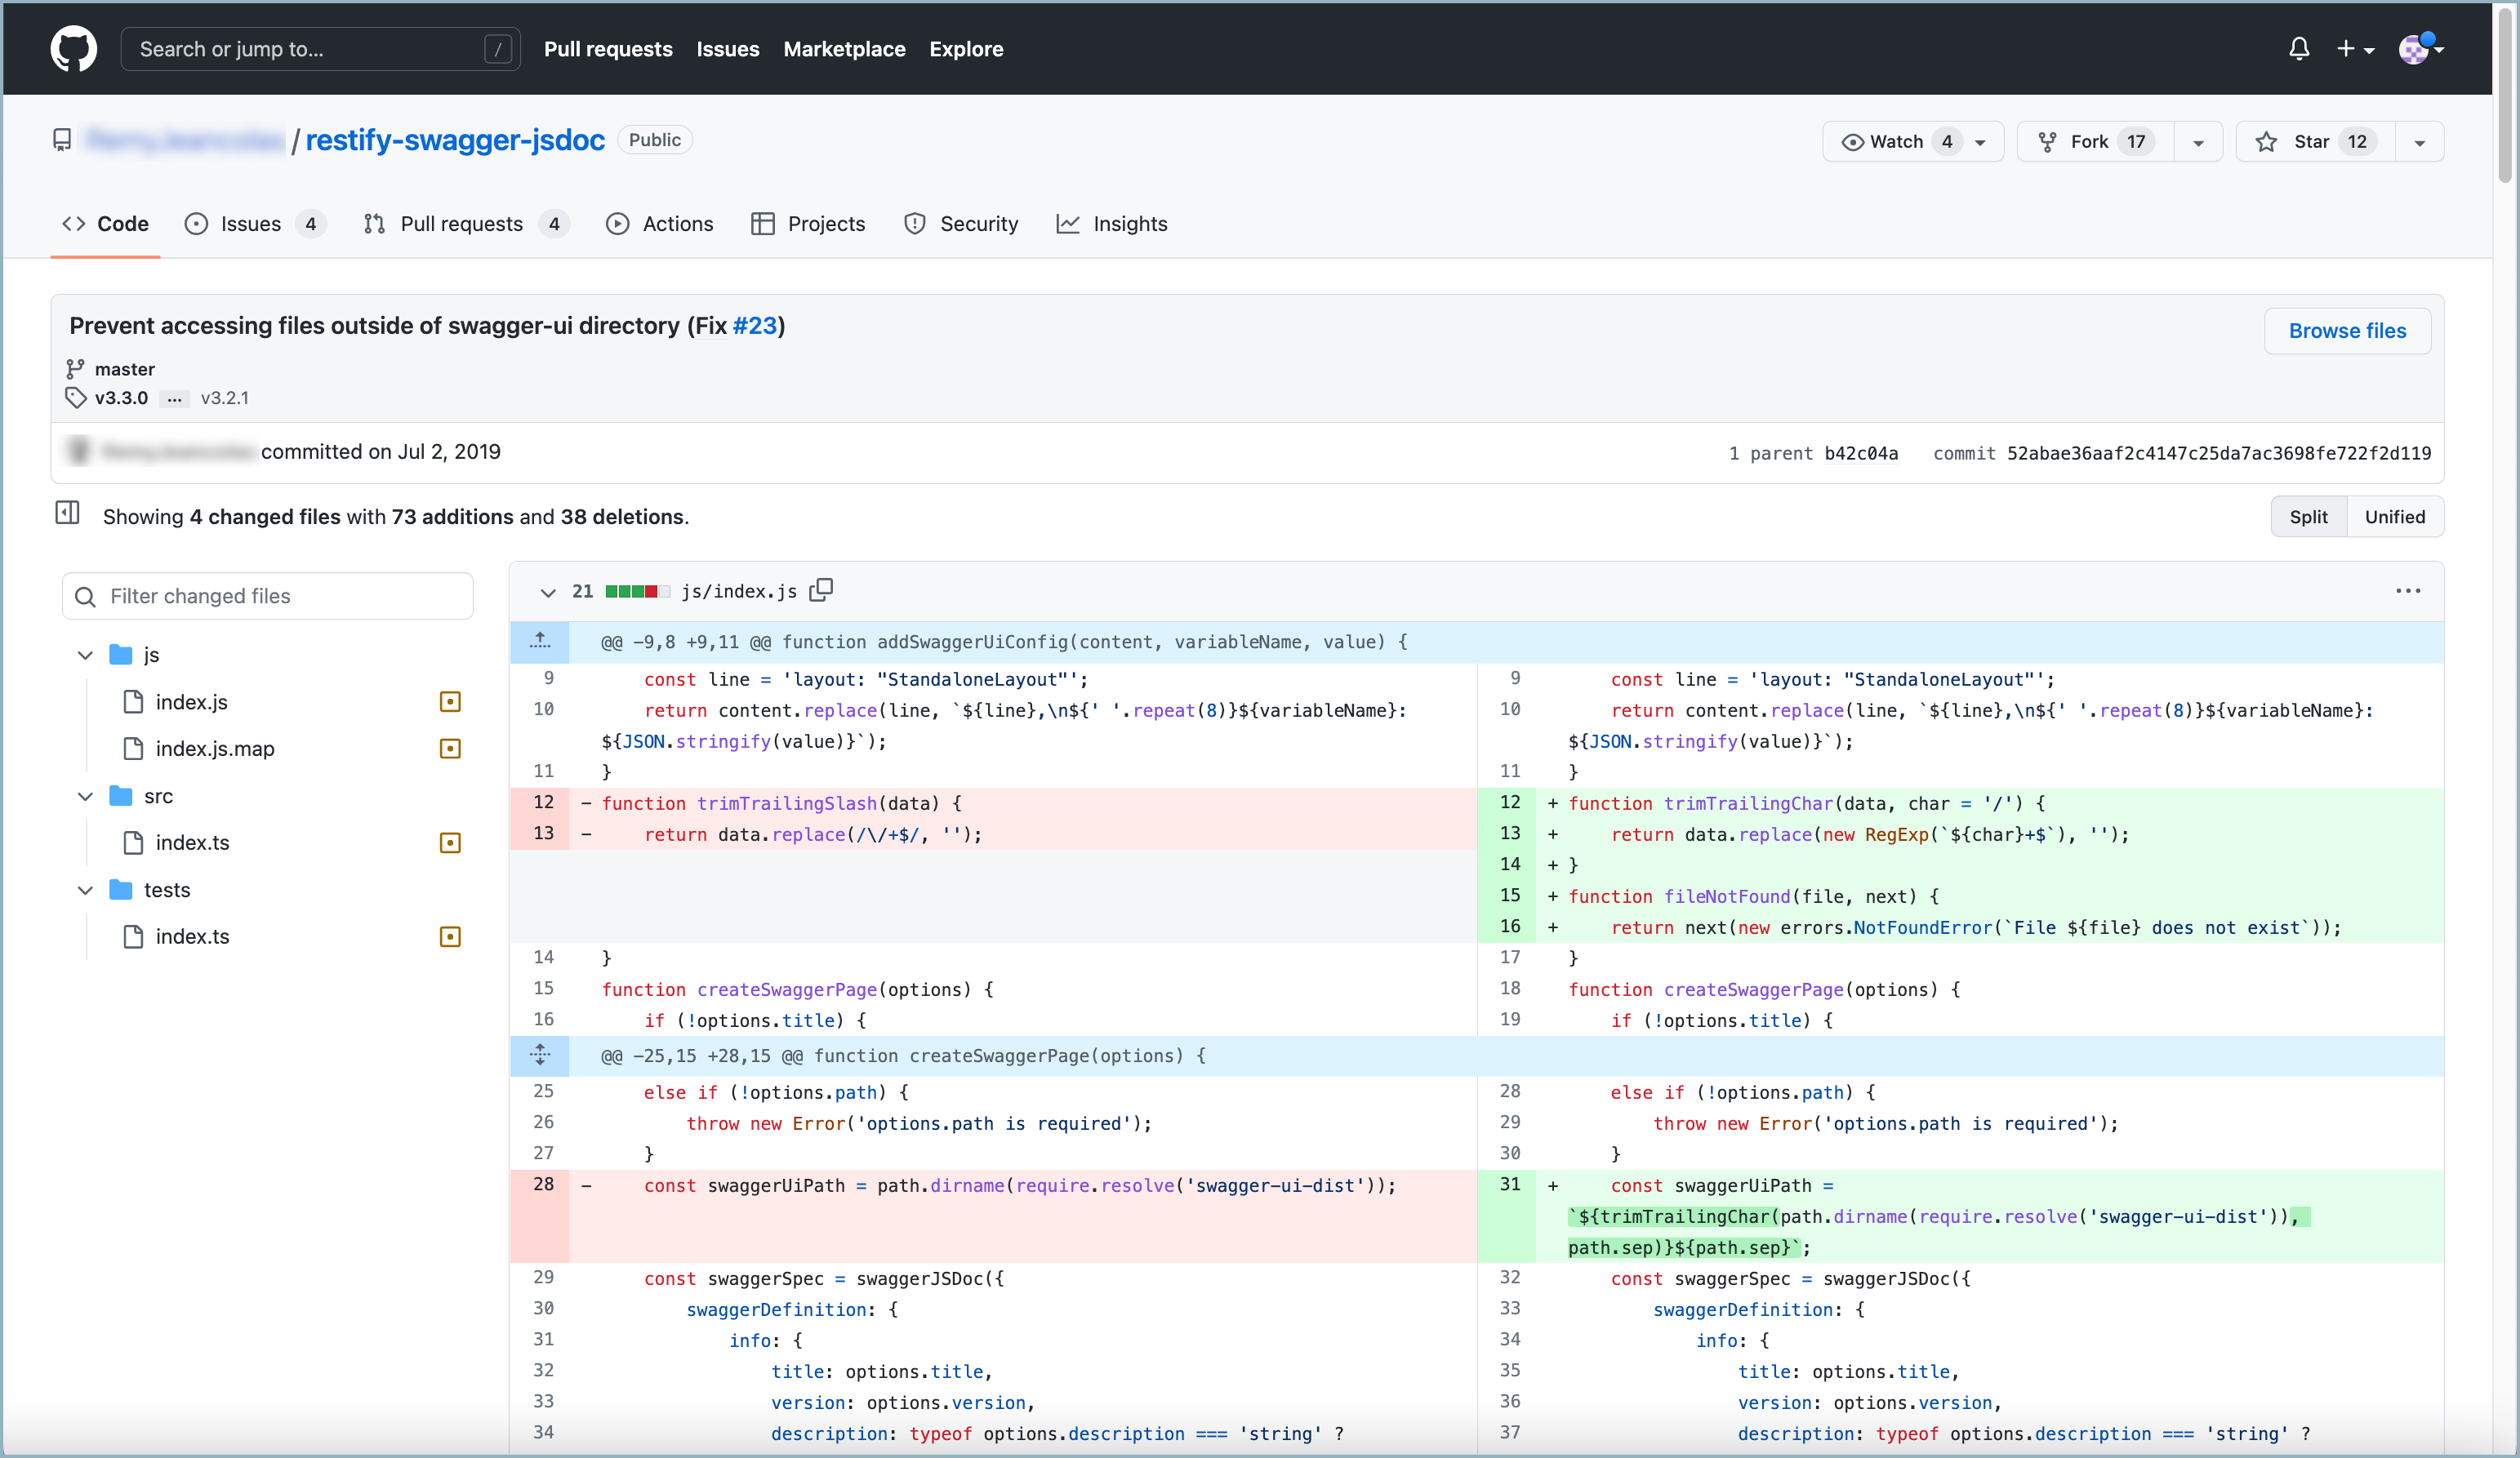 Search or jump to... / Pull requests Issues Marketplace Explore
/ restify-swagger-jsdoc Public Watch 4 Fork 17 Star 12
Code Issues 4 Pull requests 4 Actions Projects Security Insights
Prevent accessing files outside of swagger-ui directory (Fix #23) Browse files
master
v3.3.0 ... v3.2.1
committed on Jul 2, 2019 1 parent b42c04a commit 52abae36aaf2c4147c25da7ac3698fe722f2d119
Showing 4 changed files with 73 additions and 38 deletions. Split Unified
Filter changed files
js
index.js
index.js.map
src
index.ts
tests
index.ts
21 js/index.js
@@ -9,8 +9,11 @@ function addSwaggerUiConfig(content, variableName, value) {
9 const line = 'layout: "StandaloneLayout"';
10 return content.replace(line, `${line},\n${' '.repeat(8)}${variableName}:
${JSON.stringify(value)}`);
11 }
12 - function trimTrailingSlash(data) {
13 - return data.replace(/\/+$/, '');
14 }
15 function createSwaggerPage(options) {
16 if (!options.title) {
9 const line = 'layout: "StandaloneLayout"';
10 return content.replace(line, `${line},\n${' '.repeat(8)}${variableName}:
${JSON.stringify(value)}`);
11 }
12 + function trimTrailingChar(data, char = '/') {
13 + return data.replace(new RegExp(`${char}+$`), '');
14 + }
15 + function fileNotFound(file, next) {
16 + return next(new errors.NotFoundError(`File ${file} does not exist`));
17 }
18 function createSwaggerPage(options) {
19 if (!options.title) {
@@ -25,15 +28,15 @@ function createSwaggerPage(options) {
25 else if (!options.path) {
26 throw new Error('options.path is required');
27 }
28 - const swaggerUiPath = path.dirname(require.resolve('swagger-ui-dist'));
29 const swaggerSpec = swaggerJSDoc({
30 swaggerDefinition: {
31 info: {
32 title: options.title,
33 version: options.version,
34 description: typeof options.description === 'string' ?
28 else if (!options.path) {
29 throw new Error('options.path is required');
30 }
31 + const swaggerUiPath =
`${trimTrailingChar(path.dirname(require.resolve('swagger-ui-dist')),
path.sep)}${path.sep}`;
32 const swaggerSpec = swaggerJSDoc({
33 swaggerDefinition: {
34 info: {
35 title: options.title,
36 version: options.version,
37 description: typeof options.description === 'string' ?